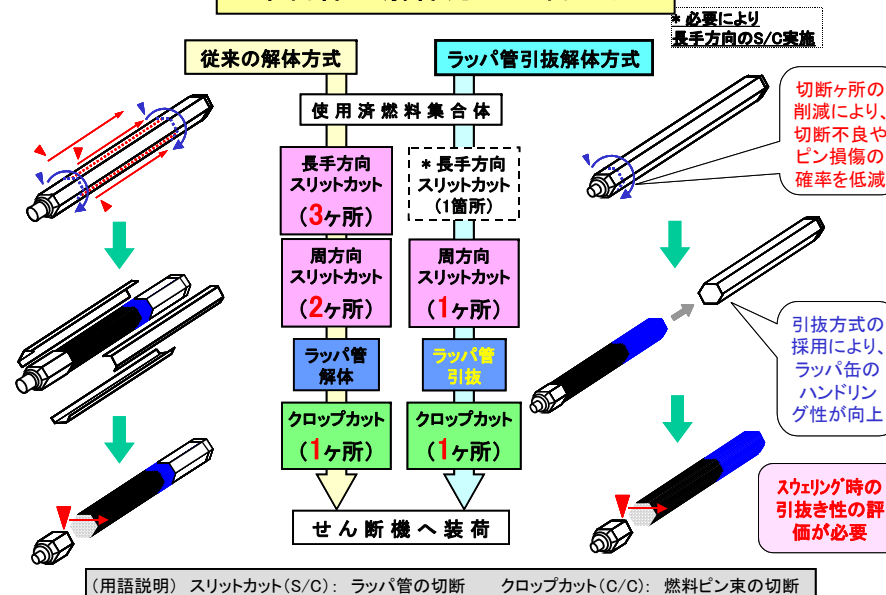 * 必要により
長手方向のS/C実施
従来の解体方式
ラッパ管引抜解体方式
使用済燃料集合体
長手方向
スリットカット
(3ヶ所)
* 長手方向
スリットカット
(1箇所)
周方向
スリットカット
(2ヶ所)
周方向
スリットカット
(1ヶ所)
ラッパ管
解体
ラッパ管
引抜
クロップカット
(1ヶ所)
クロップカット
(1ヶ所)
せん断機へ装荷
切断ヶ所の
削減により、
切断不良や
ピン損傷の
確率を低減
引抜方式の
採用により、
ラッパ缶の
ハンドリン
グ性が向上
スウェリング時の
引抜き性の評
価が必要
(用語説明) スリットカット(S/C): ラッパ管の切断 クロップカット(C/C): 燃料ピン束の切断